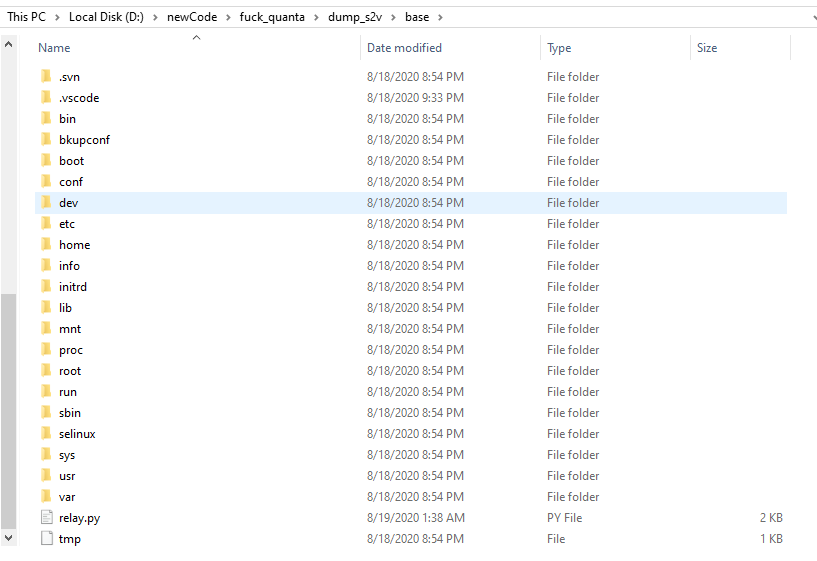 This PC > Local Disk (D:) > newCode > fuck_quanta > dump_s2v > base >
Name Date modified Type Size
.svn 8/18/2020 8:54 PM File folder
.vscode 8/18/2020 9:33 PM File folder
bin 8/18/2020 8:54 PM File folder
bkupconf 8/18/2020 8:54 PM File folder
boot 8/18/2020 8:54 PM File folder
conf 8/18/2020 8:54 PM File folder
dev 8/18/2020 8:54 PM File folder
etc 8/18/2020 8:54 PM File folder
home 8/18/2020 8:54 PM File folder
info 8/18/2020 8:54 PM File folder
initrd 8/18/2020 8:54 PM File folder
lib 8/18/2020 8:54 PM File folder
mnt 8/18/2020 8:54 PM File folder
proc 8/18/2020 8:54 PM File folder
root 8/18/2020 8:54 PM File folder
run 8/18/2020 8:54 PM File folder
sbin 8/18/2020 8:54 PM File folder
selinux 8/18/2020 8:54 PM File folder
sys 8/18/2020 8:54 PM File folder
usr 8/18/2020 8:54 PM File folder
var 8/18/2020 8:54 PM File folder
relay.py 8/19/2020 1:38 AM PY File 2 KB
tmp 8/18/2020 8:54 PM File 1 KB